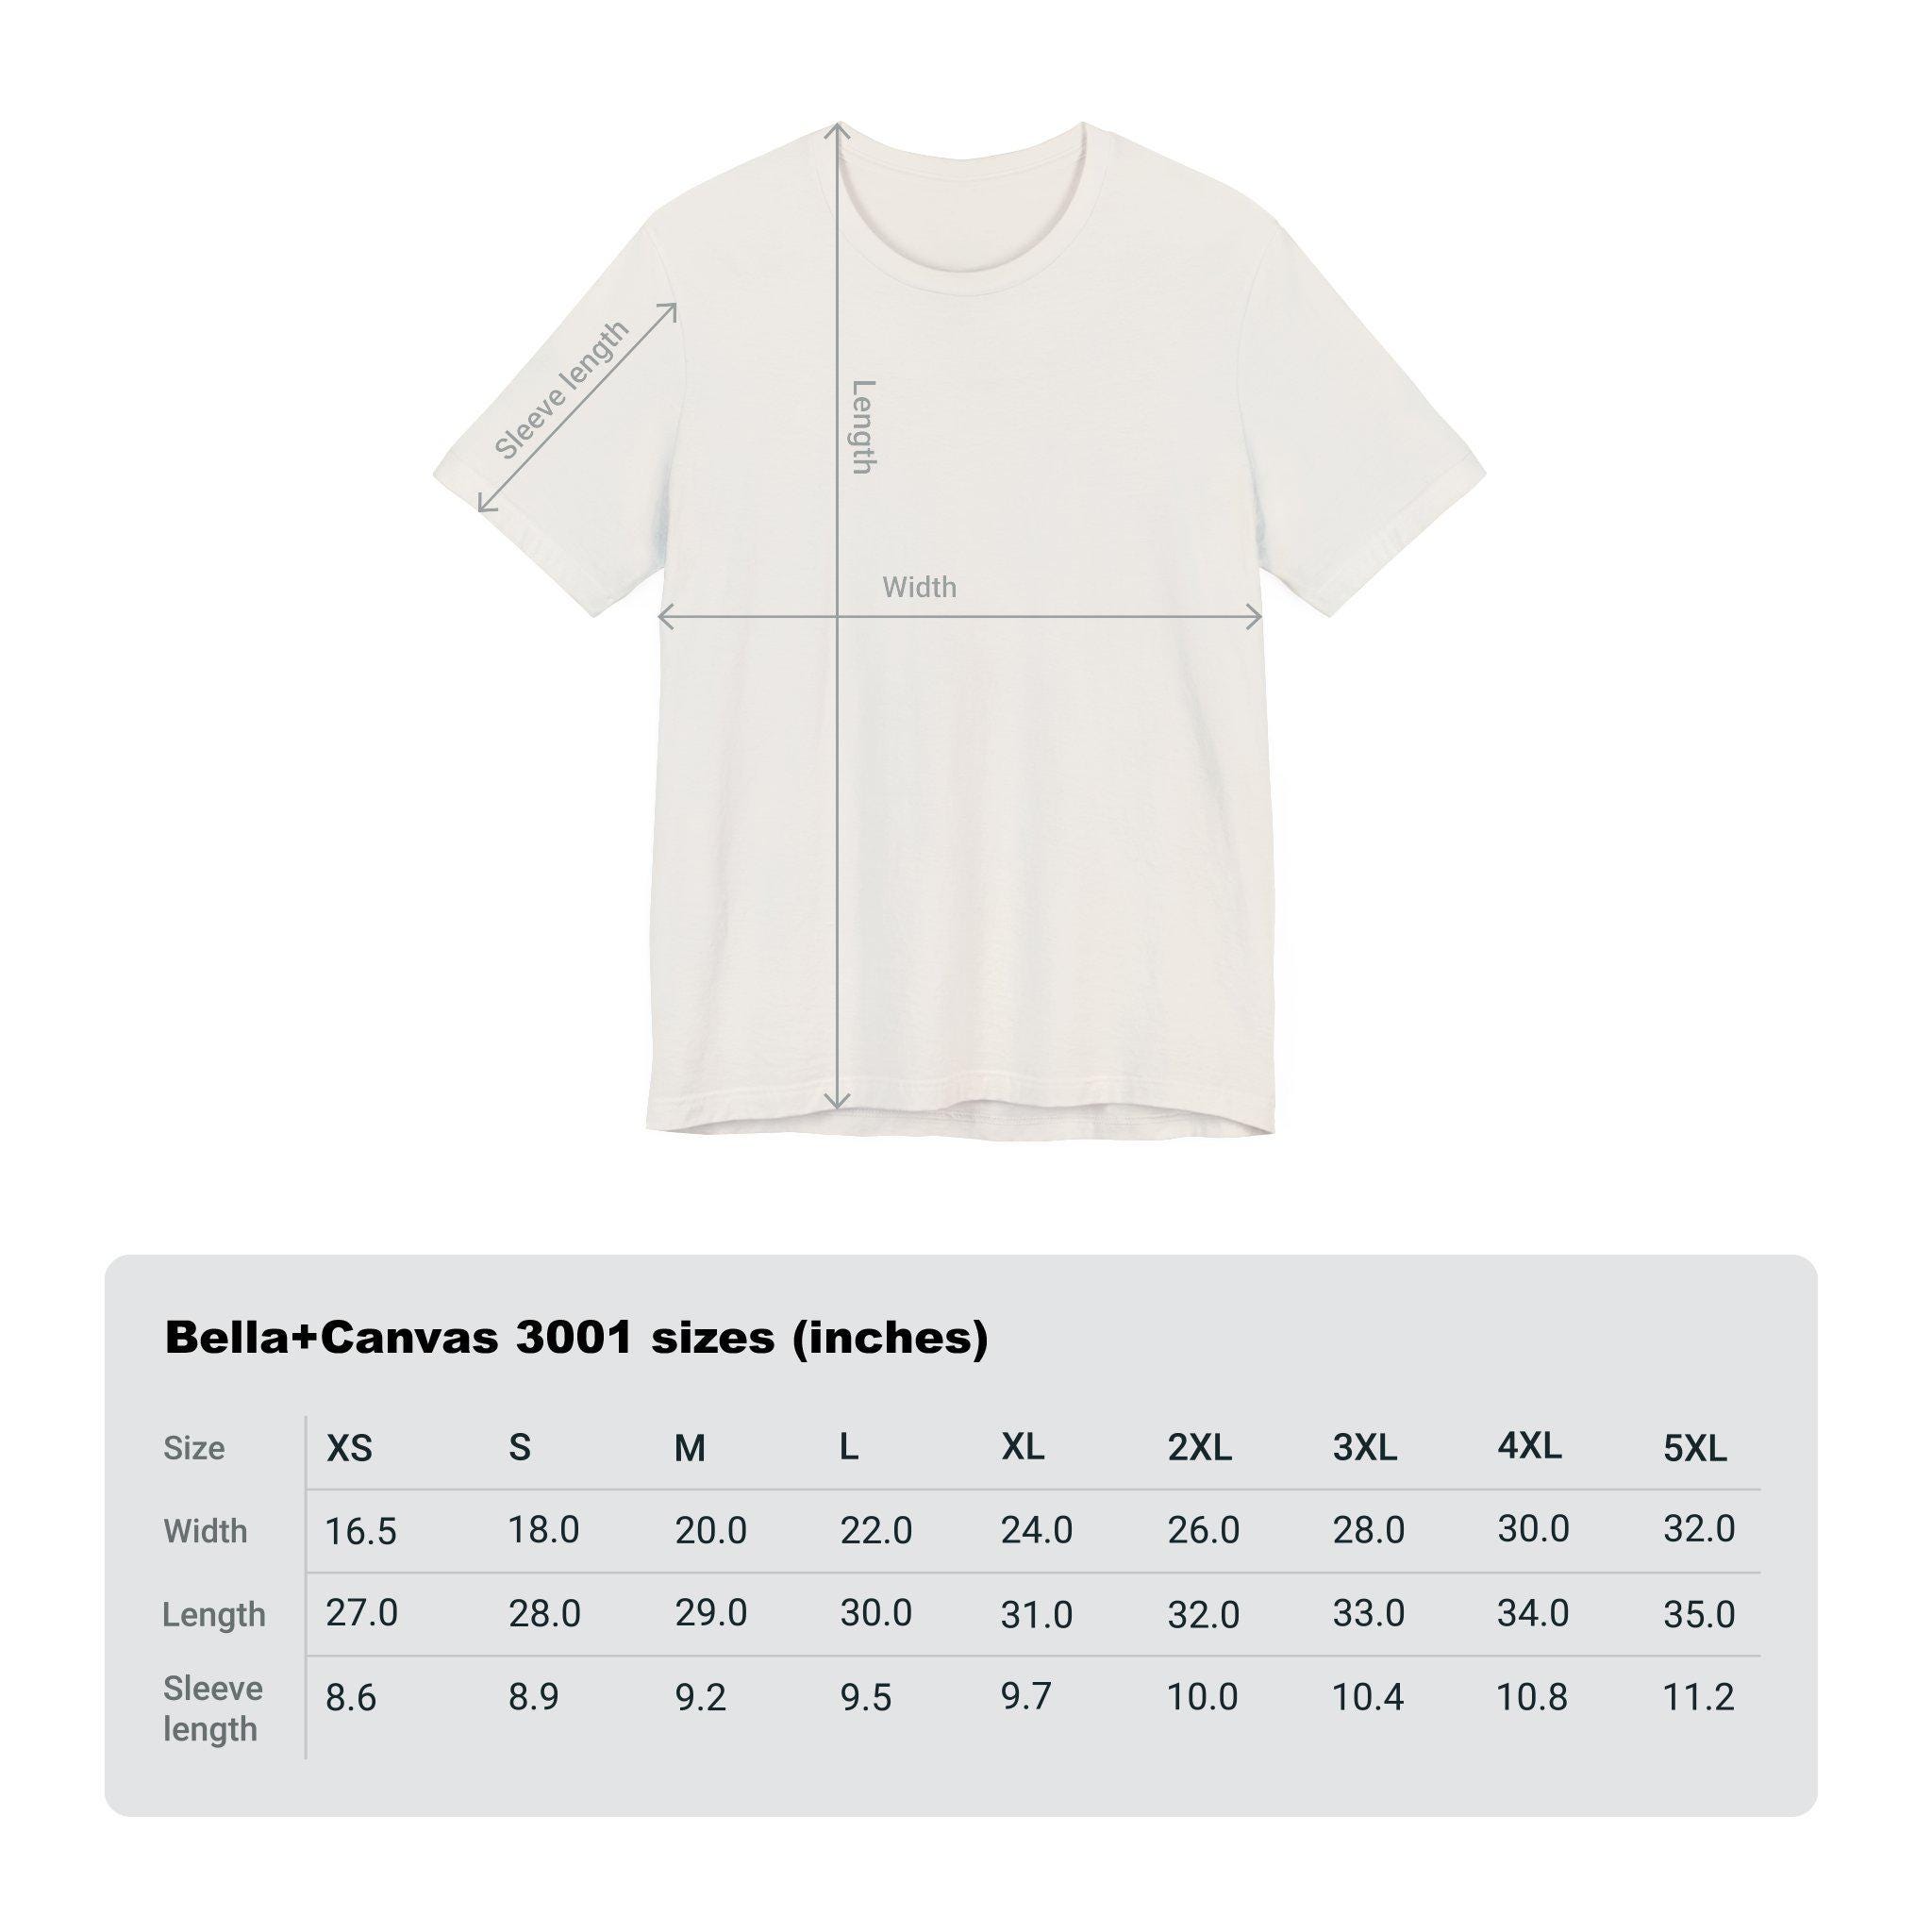 Sleeve length
Length
Width
Bella+Canvas 3001 sizes (inches)
Size XS S M L XL 2XL 3XL 4XL 5XL
Width 16.5 18.0 20.0 22.0 24.0 26.0 28.0 30.0 32.0
Length 27.0 28.0 29.0 30.0 31.0 32.0 33.0 34.0 35.0
Sleeve length 8.6 8.9 9.2 9.5 9.7 10.0 10.4 10.8 11.2